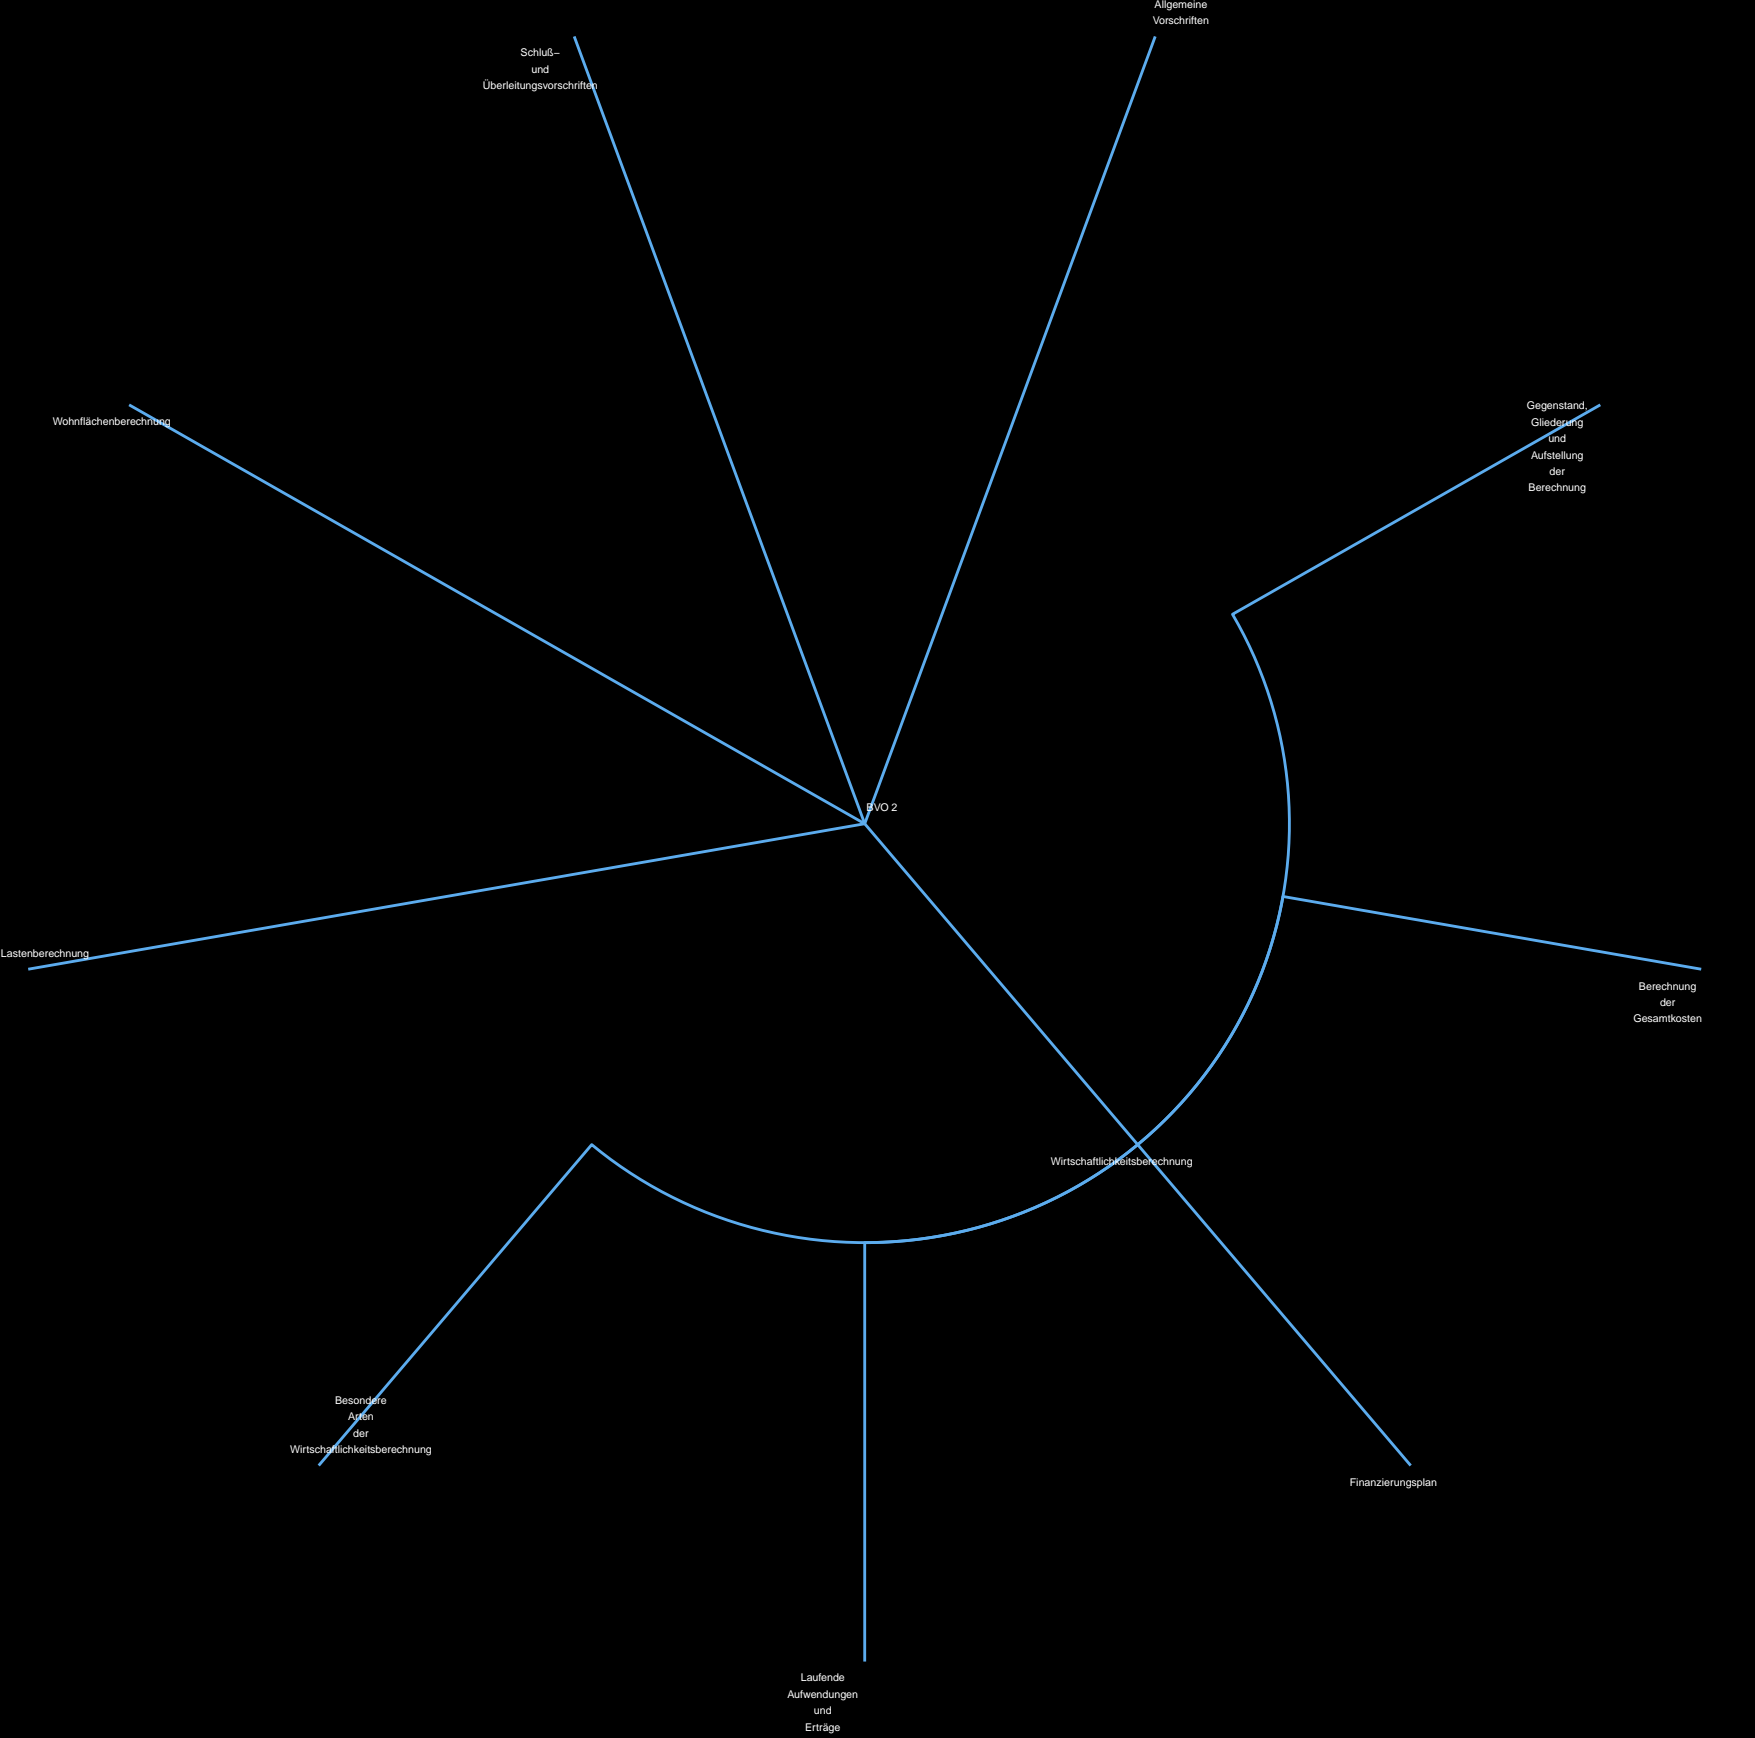 Allgemeine
Vorschriften
Schluß–
und
Überleitungsvorschriften
Gegenstand,
Gliederung
und
Aufstellung
der
Berechnung
Wohnflächenberechnung
BVO 2
Lastenberechnung
Berechnung
der
Gesamtkosten
Wirtschaftlichkeitsberechnung
Besondere
Arten
der
Wirtschaftlichkeitsberechnung
Finanzierungsplan
Laufende
Aufwendungen
und
Erträge